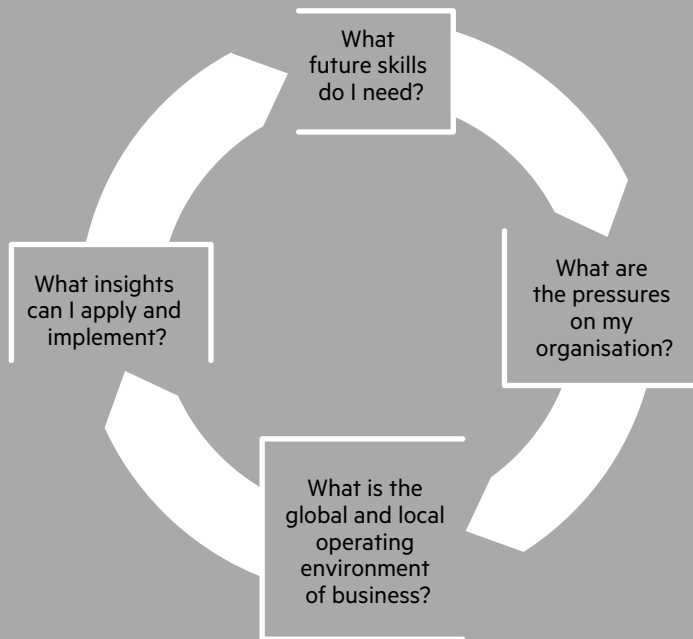 What
future skills
do I need?
What are
the pressures
on my
organisation?
What is the
global and local
operating
environment
of business?
What insights
can I apply and
implement?